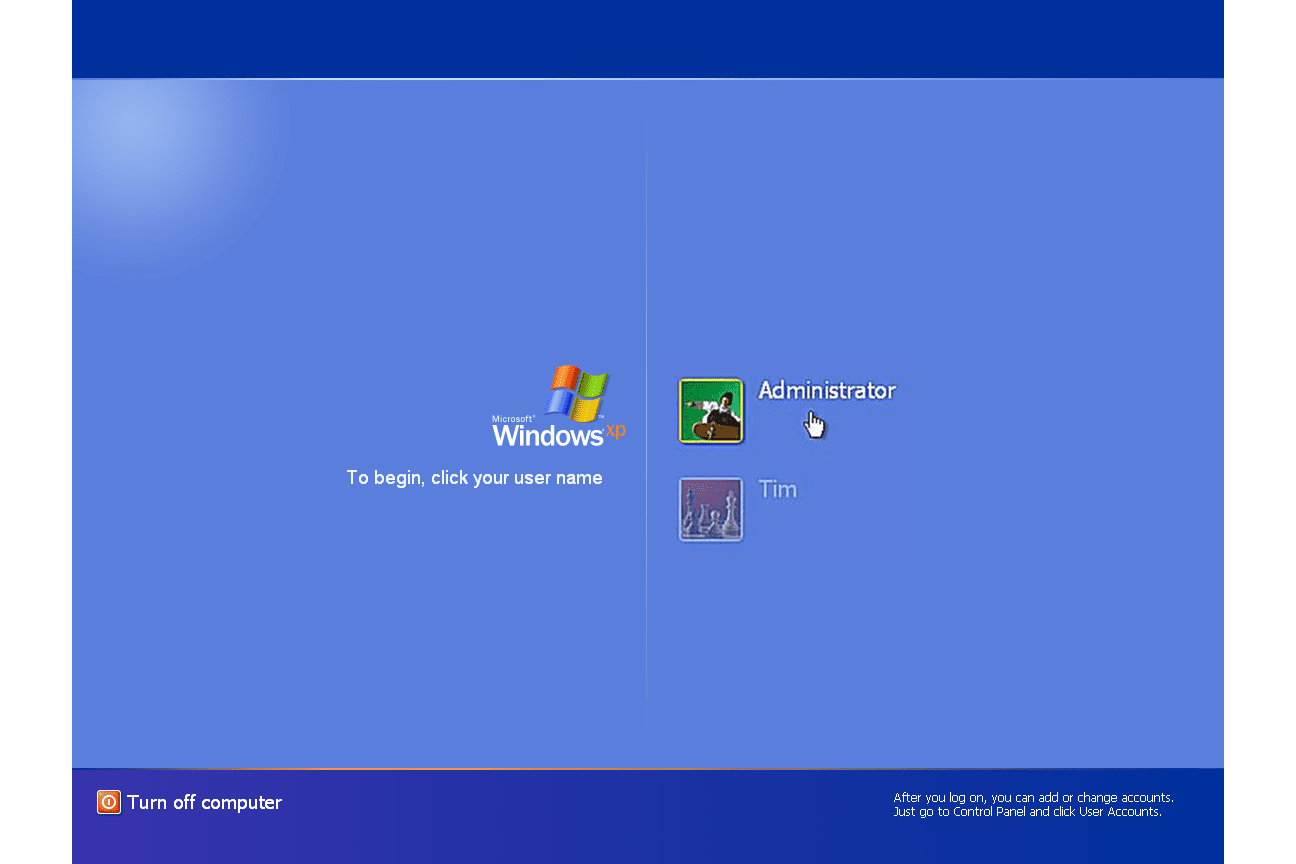 Microsoft®
Windows® xp™
To begin, click your user name
Administrator
Tim
Turn off computer
After you log on, you can add or change accounts.
Just go to Control Panel and click User Accounts.